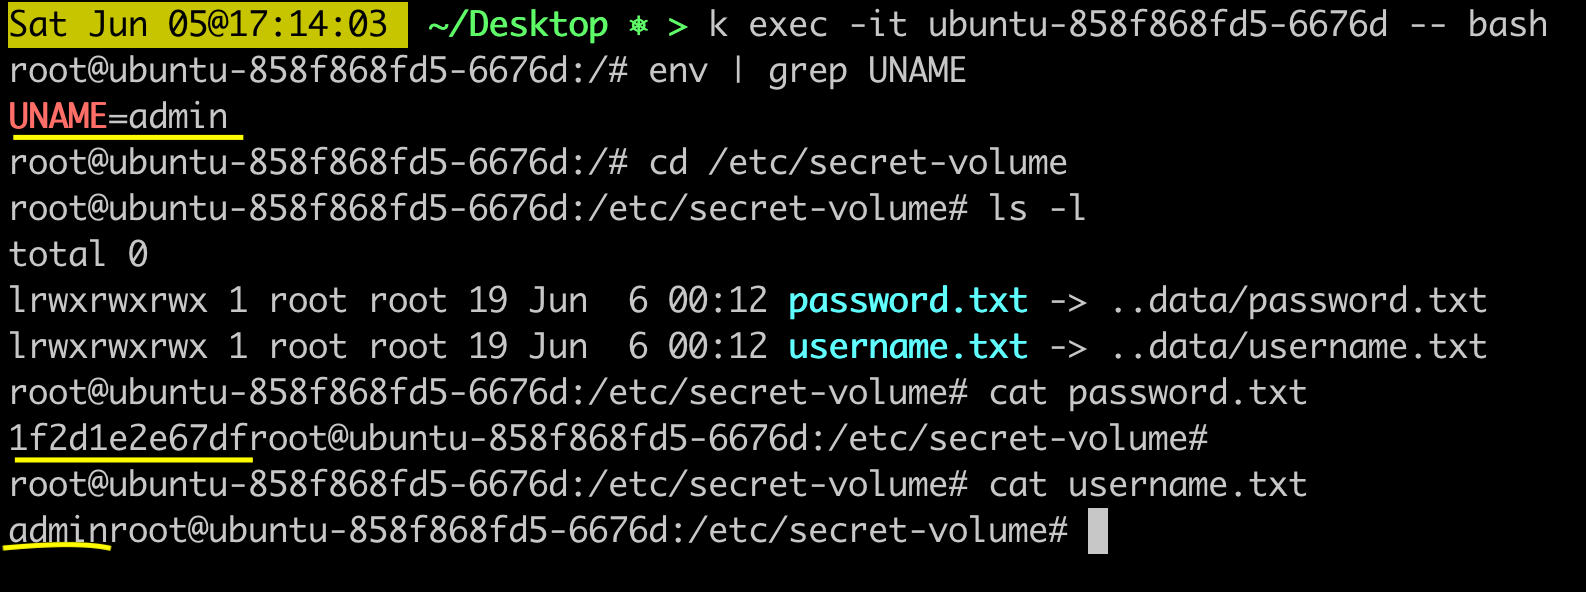 Sat Jun 05@17:14:03 ~/Desktop ⎈ > k exec -it ubuntu-858f868fd5-6676d -- bash
root@ubuntu-858f868fd5-6676d:/# env | grep UNAME
UNAME=admin
root@ubuntu-858f868fd5-6676d:/# cd /etc/secret-volume
root@ubuntu-858f868fd5-6676d:/etc/secret-volume# ls -l
total 0
lrwxrwxrwx 1 root root 19 Jun  6 00:12 password.txt -> ..data/password.txt
lrwxrwxrwx 1 root root 19 Jun  6 00:12 username.txt -> ..data/username.txt
root@ubuntu-858f868fd5-6676d:/etc/secret-volume# cat password.txt
1f2d1e2e67dfroot@ubuntu-858f868fd5-6676d:/etc/secret-volume#
root@ubuntu-858f868fd5-6676d:/etc/secret-volume# cat username.txt
adminroot@ubuntu-858f868fd5-6676d:/etc/secret-volume#